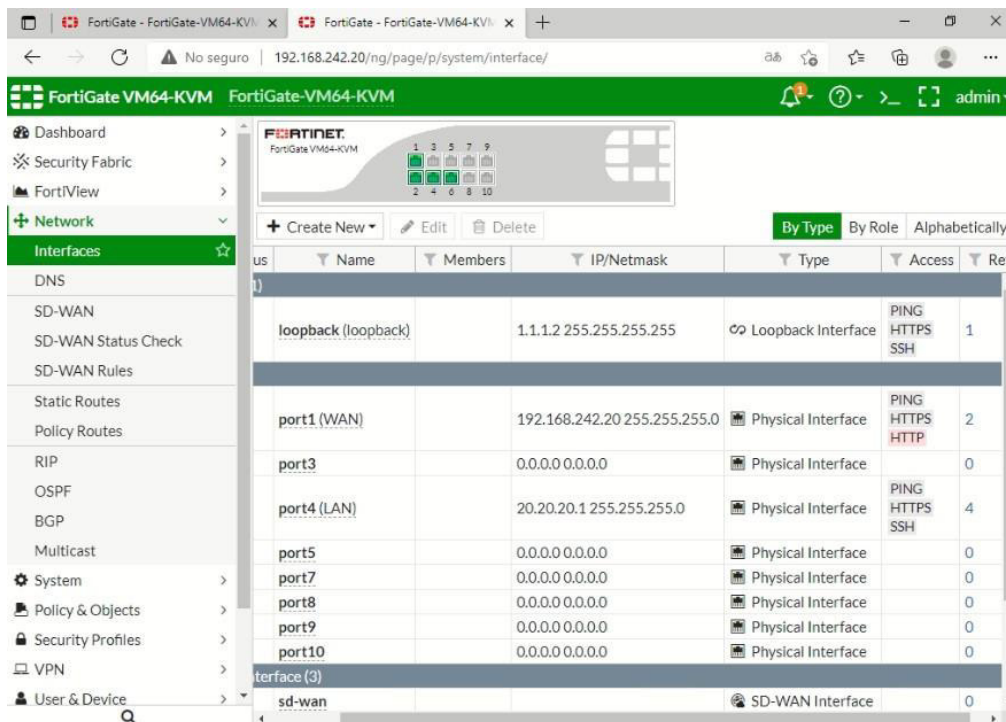 FortiGate - FortiGate-VM64-KVM
FortiGate - FortiGate-VM64-KVM
No seguro | 192.168.242.20/ng/page/p/system/interface/
FortiGate VM64-KVM FortiGate-VM64-KVM
1
admin
Dashboard
Security Fabric
FortiView
Network
Interfaces
DNS
SD-WAN
SD-WAN Status Check
SD-WAN Rules
Static Routes
Policy Routes
RIP
OSPF
BGP
Multicast
System
Policy & Objects
Security Profiles
VPN
User & Device
FORTINET
FortiGate VM64-KVM
1 3 5 7 9
2 4 6 8 10
+ Create New Edit Delete By Type By Role Alphabetically
us Name Members IP/Netmask Type Access Re
1)
loopback (loopback) 1.1.1.2 255.255.255.255 Loopback Interface PING HTTPS SSH 1
port1 (WAN) 192.168.242.20 255.255.255.0 Physical Interface PING HTTPS HTTP 2
port3 0.0.0.0 0.0.0.0 Physical Interface 0
port4 (LAN) 20.20.20.1 255.255.255.0 Physical Interface PING HTTPS SSH 4
port5 0.0.0.0 0.0.0.0 Physical Interface 0
port7 0.0.0.0 0.0.0.0 Physical Interface 0
port8 0.0.0.0 0.0.0.0 Physical Interface 0
port9 0.0.0.0 0.0.0.0 Physical Interface 0
port10 0.0.0.0 0.0.0.0 Physical Interface 0
terface (3)
sd-wan SD-WAN Interface 0